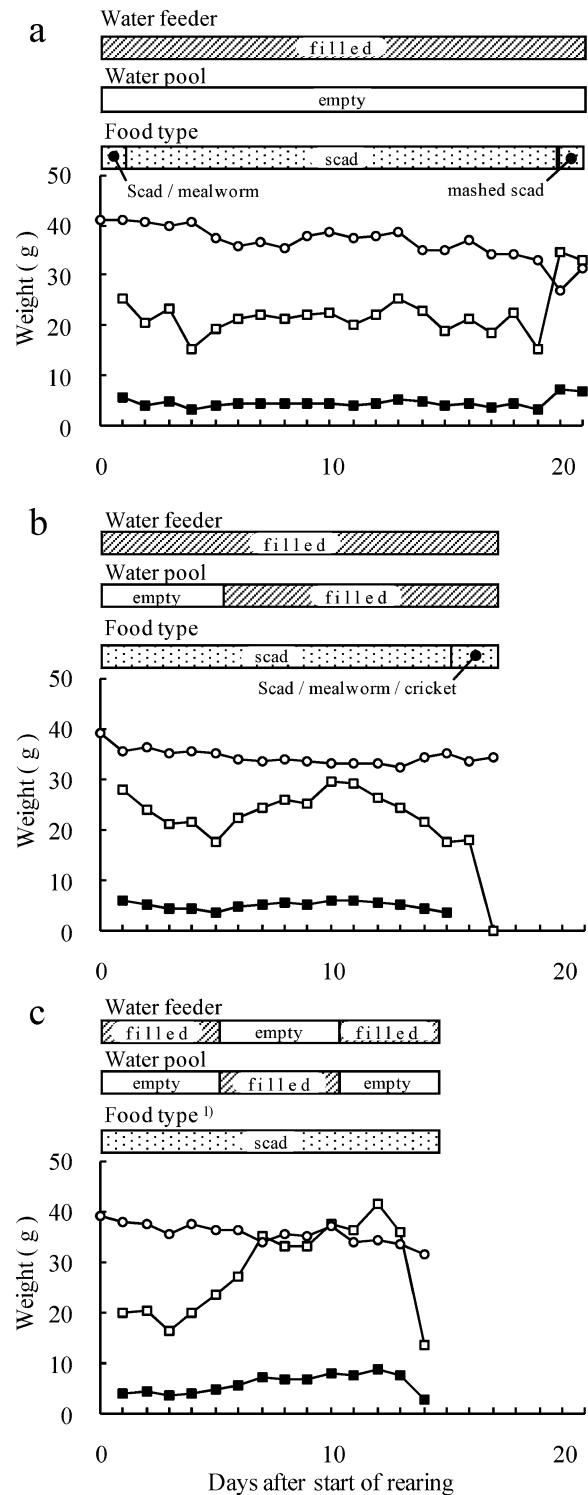 a
Water feeder
filled
Water pool
empty
Food type
scad
Scad / mealworm
mashed scad
50
40
30
20
10
0
Weight ( g )
0 10 20
b
Water feeder
filled
Water pool
empty filled
Food type
scad
Scad / mealworm / cricket
50
40
30
20
10
0
Weight ( g )
0 10 20
c
Water feeder
filled empty filled
Water pool
empty filled empty
Food type 1)
scad
50
40
30
20
10
0
Weight ( g )
0 10 20
Days after start of rearing